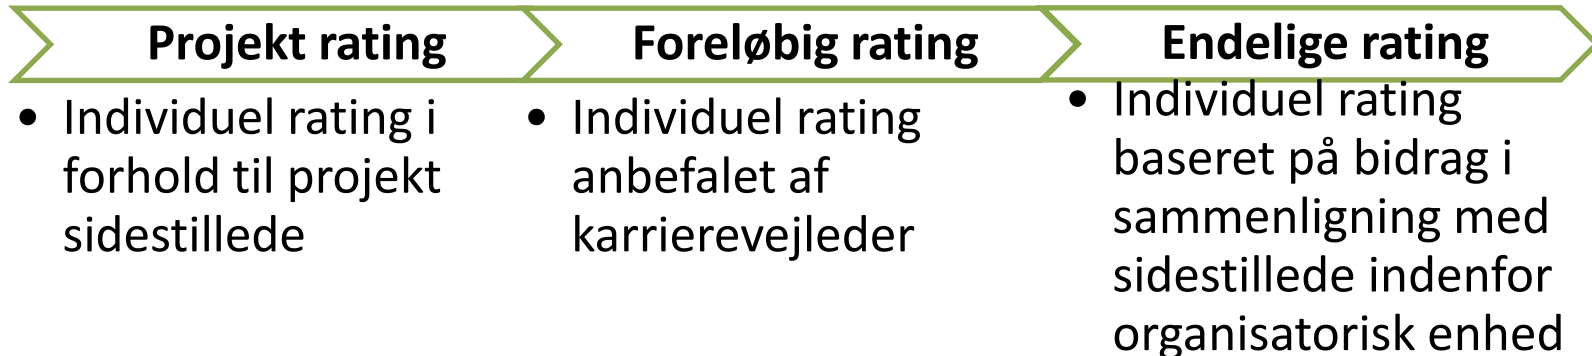 Projekt rating
• Individuel rating i
forhold til projekt
sidestillede
Foreløbig rating
• Individuel rating
anbefalet af
karrierevejleder
Endelige rating
• Individuel rating
baseret på bidrag i
sammenligning med
sidestillede indenfor
organisatorisk enhed